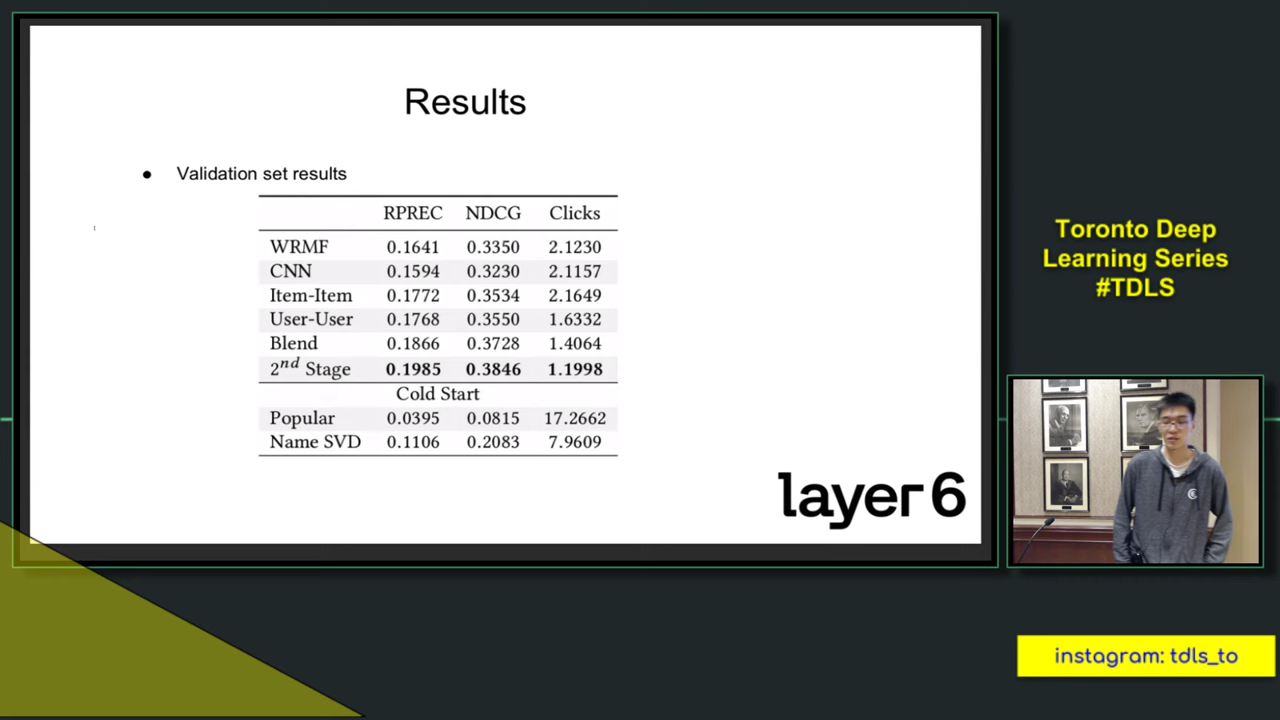 Results
● Validation set results
RPREC NDCG Clicks
WRMF 0.1641 0.3350 2.1230
CNN 0.1594 0.3230 2.1157
Item-Item 0.1772 0.3534 2.1649
User-User 0.1768 0.3550 1.6332
Blend 0.1866 0.3728 1.4064
2nd Stage 0.1985 0.3846 1.1998
Cold Start
Popular 0.0395 0.0815 17.2662
Name SVD 0.1106 0.2083 7.9609
layer 6
Toronto Deep
Learning Series
#TDLS
instagram: tdls_to